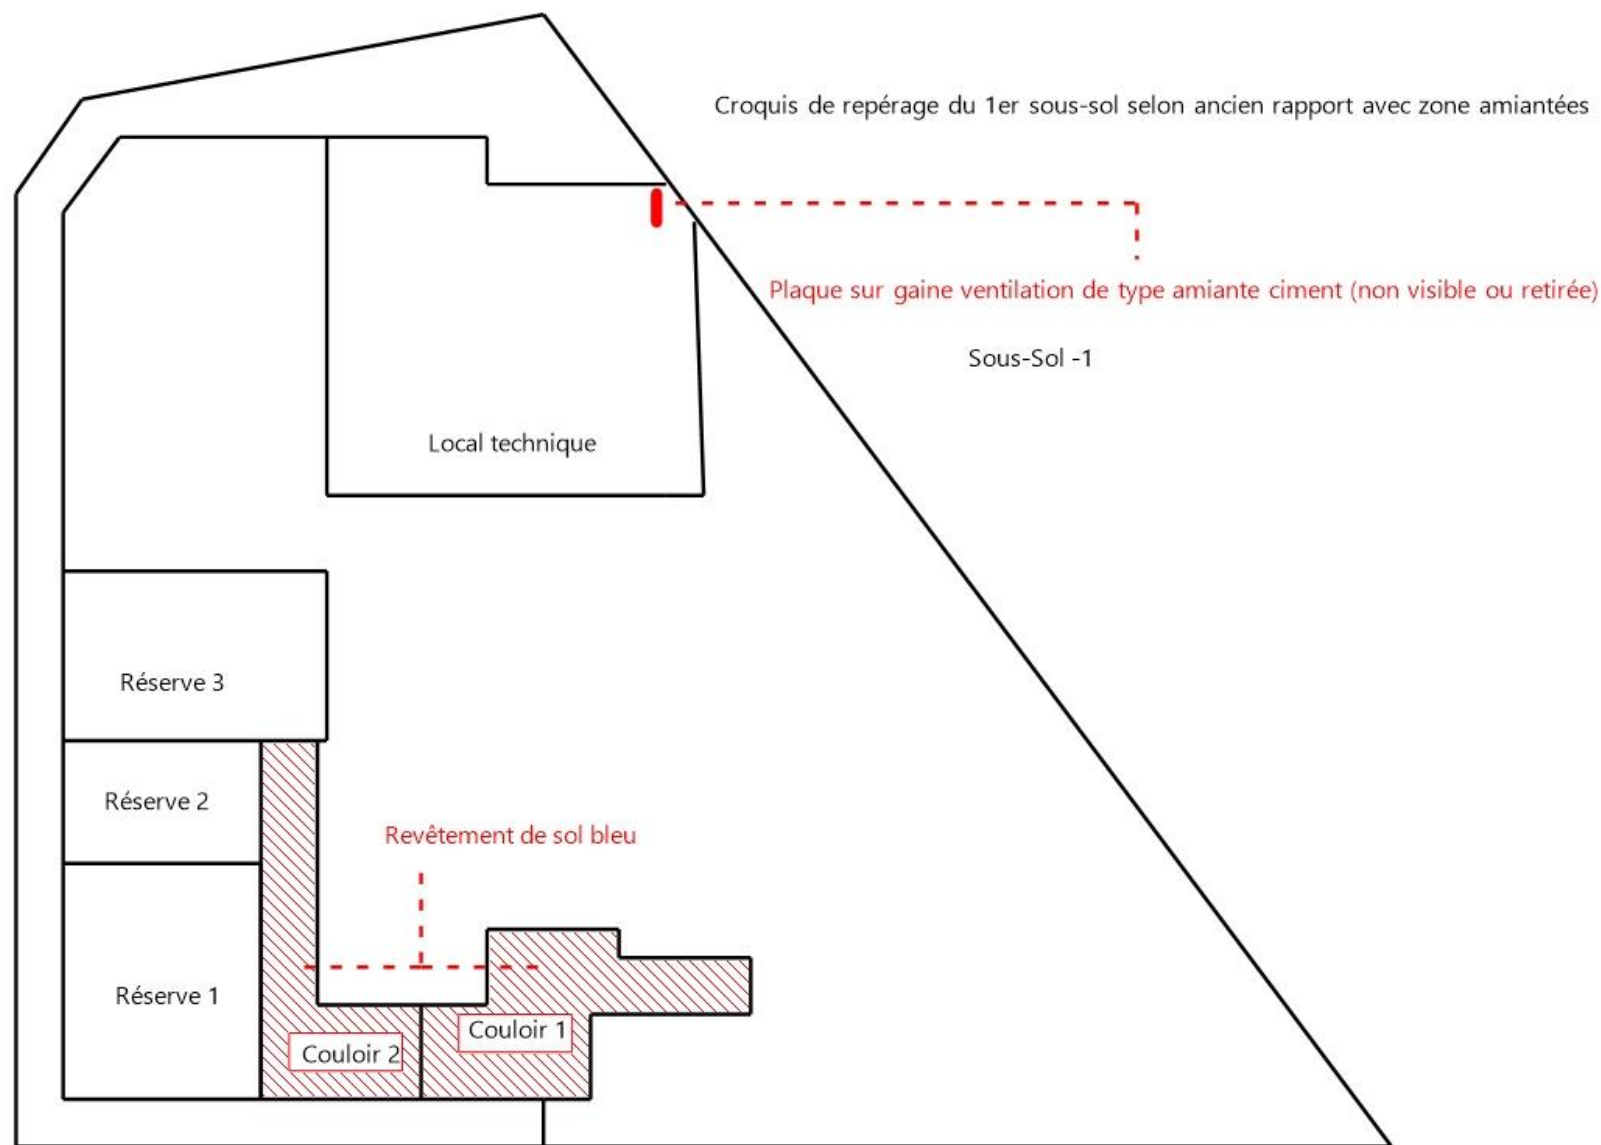 Croquis de repérage du 1er sous-sol selon ancien rapport avec zone amiantées
Plaque sur gaine ventilation de type amiante ciment (non visible ou retirée)
Sous-Sol -1
Local technique
Réserve 3
Réserve 2
Revêtement de sol bleu
Réserve 1
Couloir 1
Couloir 2